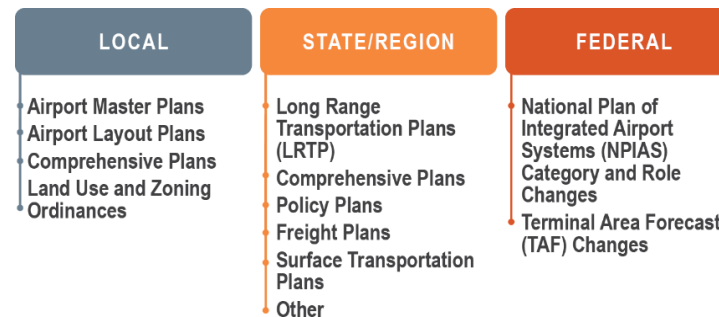 LOCAL
Airport Master Plans
Airport Layout Plans
Comprehensive Plans
Land Use and Zoning
Ordinances
STATE/REGION
Long Range
Transportation Plans
(LRTP)
Comprehensive Plans
Policy Plans
Freight Plans
Surface Transportation
Plans
Other
FEDERAL
National Plan of
Integrated Airport
Systems (NPIAS)
Category and Role
Changes
Terminal Area Forecast
(TAF) Changes